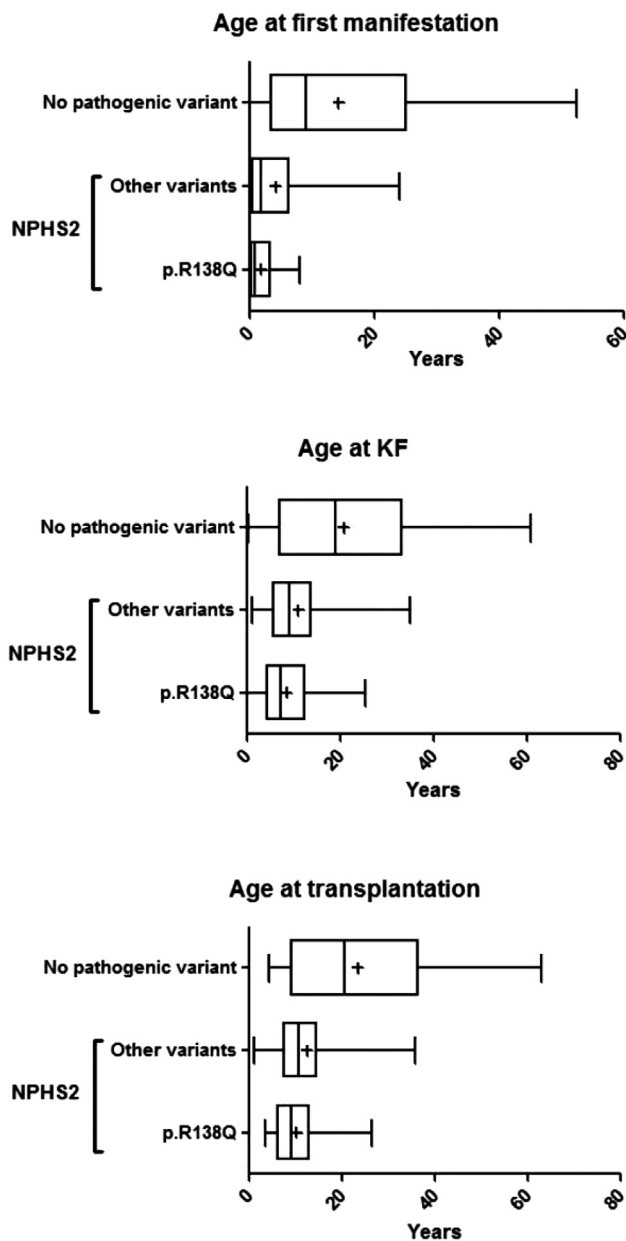 Age at first manifestation
No pathogenic variant
Other variants
NPHS2
p.R138Q
0 20 40 60
Years
Age at KF
No pathogenic variant
Other variants
NPHS2
p.R138Q
0 20 40 60 80
Years
Age at transplantation
No pathogenic variant
Other variants
NPHS2
p.R138Q
0 20 40 60 80
Years